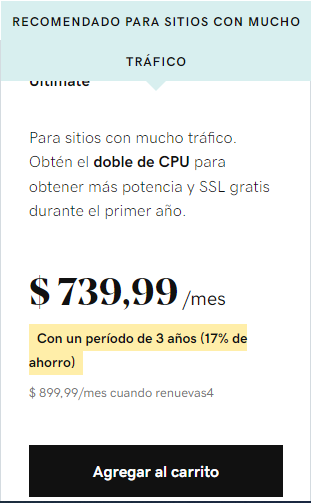 RECOMENDADO PARA SITIOS CON MUCHO
TRÁFICO
Ultimate
Para sitios con mucho tráfico.
Obtén el doble de CPU para
obtener más potencia y SSL gratis
durante el primer año.
$ 739,99 /mes
Con un período de 3 años (17% de
ahorro)
$ 899,99/mes cuando renuevas4
Agregar al carrito